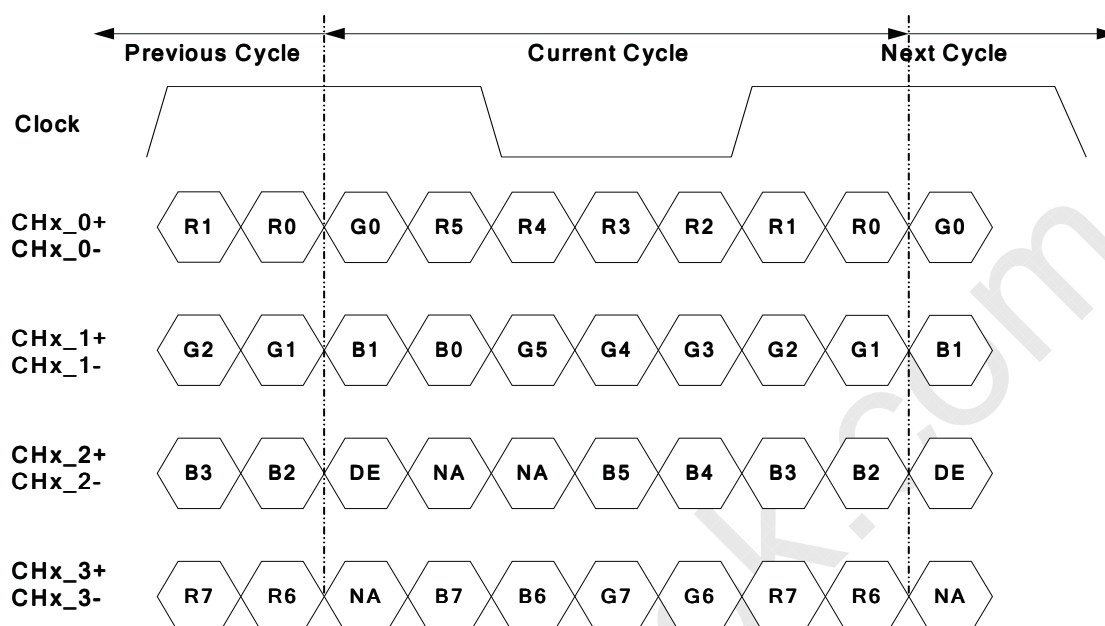 Previous Cycle Current Cycle Next Cycle
Clock
CHx_0+
CHx_0-
R1 R0 G0 R5 R4 R3 R2 R1 R0 G0
CHx_1+
CHx_1-
G2 G1 B1 B0 G5 G4 G3 G2 G1 B1
CHx_2+
CHx_2-
B3 B2 DE NA NA B5 B4 B3 B2 DE
CHx_3+
CHx_3-
R7 R6 NA B7 B6 G7 G6 R7 R6 NA
k.com